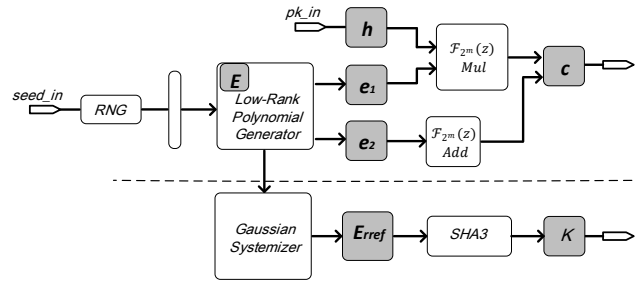 pk_in
h
ℱ₂ᵐ(z)
Mul
c
E
e₁
seed_in
RNG
Low-Rank
Polynomial
Generator
e₂
ℱ₂ᵐ(z)
Add
Gaussian
Systemizer
Erref
SHA3
K